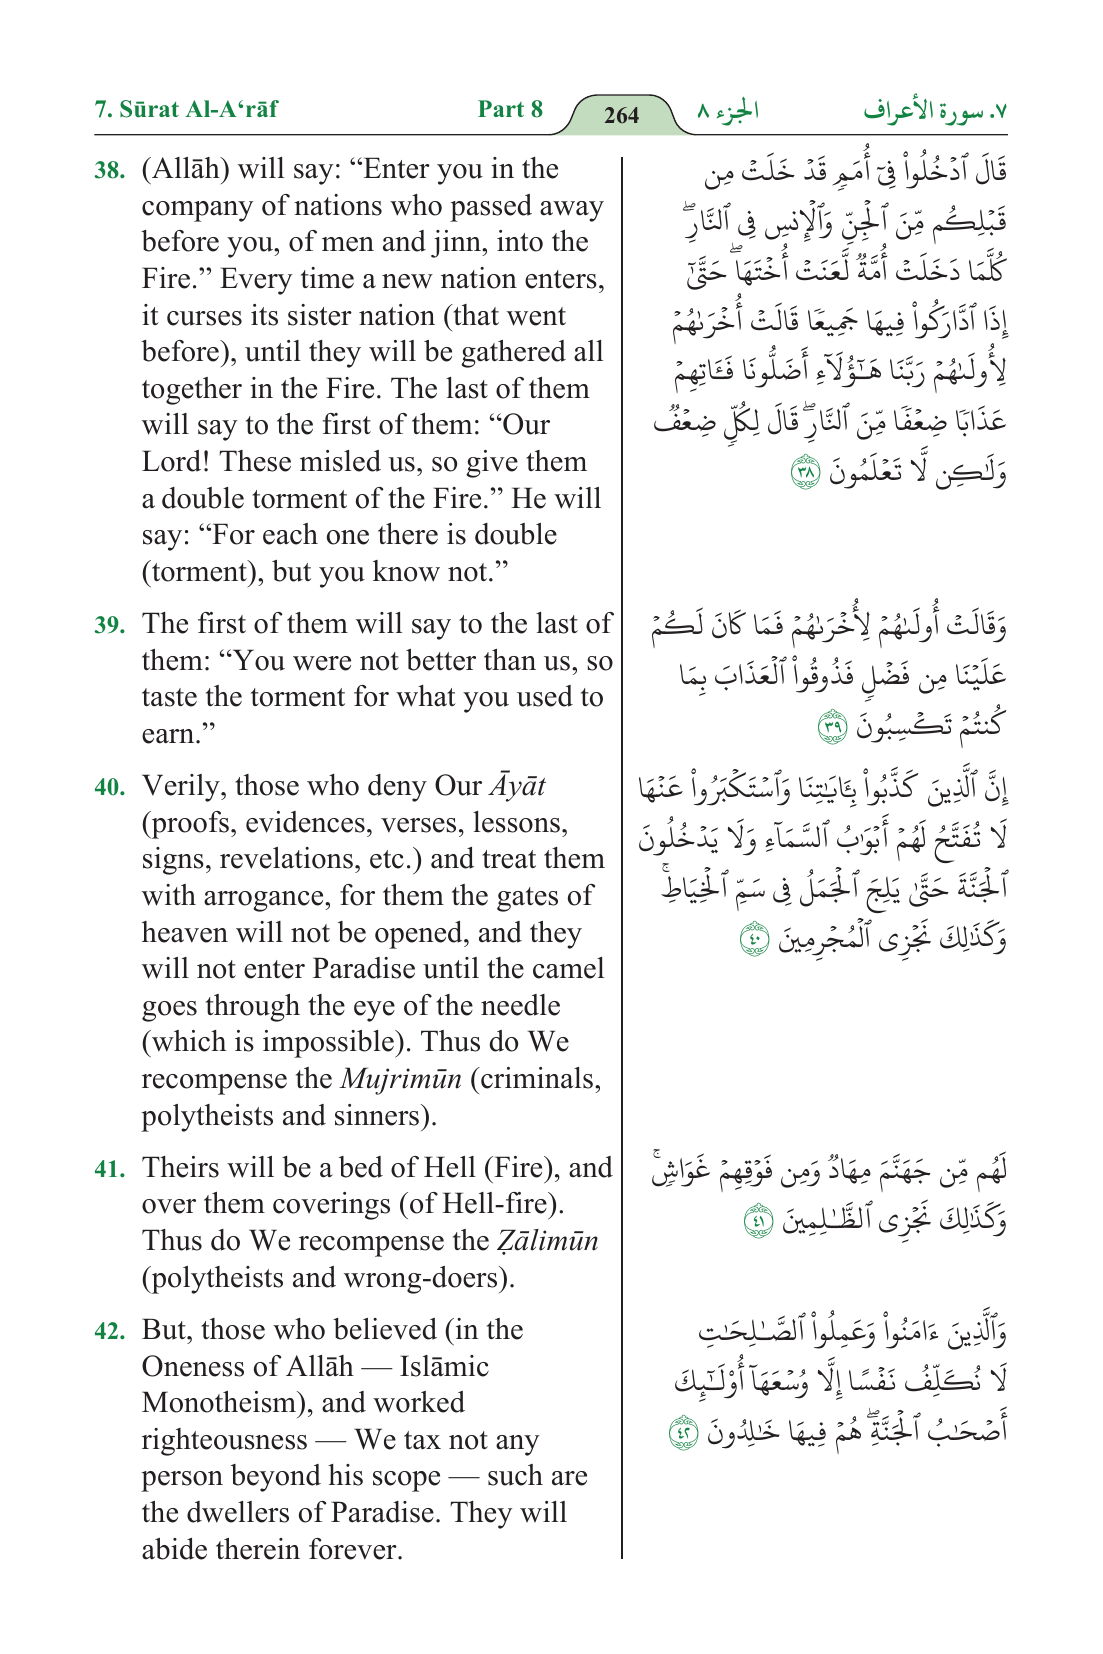 7. Sūrat Al-A‘rāf Part 8 264 الجزء ٨ ٧. سورة الأعراف
38. (Allāh) will say: “Enter you in the
company of nations who passed away
before you, of men and jinn, into the
Fire.” Every time a new nation enters,
it curses its sister nation (that went
before), until they will be gathered all
together in the Fire. The last of them
will say to the first of them: “Our
Lord! These misled us, so give them
a double torment of the Fire.” He will
say: “For each one there is double
(torment), but you know not.”
قَالَ ٱدْخُلُوا۟ فِىٓ أُمَمٍ قَدْ خَلَتْ مِن
قَبْلِكُم مِّنَ ٱلْجِنِّ وَٱلْإِنسِ فِى ٱلنَّارِ ۖ
كُلَّمَا دَخَلَتْ أُمَّةٌ لَّعَنَتْ أُخْتَهَا ۖ حَتَّىٰٓ
إِذَا ٱدَّارَكُوا۟ فِيهَا جَمِيعًا قَالَتْ أُخْرَىٰهُمْ
لِأُولَىٰهُمْ رَبَّنَا هَـٰٓؤُلَآءِ أَضَلُّونَا فَـَٔاتِهِمْ
عَذَابًا ضِعْفًا مِّنَ ٱلنَّارِ ۖ قَالَ لِكُلٍّ ضِعْفٌ
وَلَـٰكِن لَّا تَعْلَمُونَ ٣٨
39. The first of them will say to the last of
them: “You were not better than us, so
taste the torment for what you used to
earn.”
وَقَالَتْ أُولَىٰهُمْ لِأُخْرَىٰهُمْ فَمَا كَانَ لَكُمْ
عَلَيْنَا مِن فَضْلٍ فَذُوقُوا۟ ٱلْعَذَابَ بِمَا
كُنتُمْ تَكْسِبُونَ ٣٩
40. Verily, those who deny Our Āyāt
(proofs, evidences, verses, lessons,
signs, revelations, etc.) and treat them
with arrogance, for them the gates of
heaven will not be opened, and they
will not enter Paradise until the camel
goes through the eye of the needle
(which is impossible). Thus do We
recompense the Mujrimūn (criminals,
polytheists and sinners).
إِنَّ ٱلَّذِينَ كَذَّبُوا۟ بِـَٔايَـٰتِنَا وَٱسْتَكْبَرُوا۟ عَنْهَا
لَا تُفَتَّحُ لَهُمْ أَبْوَٰبُ ٱلسَّمَآءِ وَلَا يَدْخُلُونَ
ٱلْجَنَّةَ حَتَّىٰ يَلِجَ ٱلْجَمَلُ فِى سَمِّ ٱلْخِيَاطِ ۚ
وَكَذَٰلِكَ نَجْزِى ٱلْمُجْرِمِينَ ٤٠
41. Theirs will be a bed of Hell (Fire), and
over them coverings (of Hell-fire).
Thus do We recompense the Ẓālimūn
(polytheists and wrong-doers).
لَهُم مِّن جَهَنَّمَ مِهَادٌ وَمِن فَوْقِهِمْ غَوَاشٍ ۚ
وَكَذَٰلِكَ نَجْزِى ٱلظَّـٰلِمِينَ ٤١
42. But, those who believed (in the
Oneness of Allāh — Islāmic
Monotheism), and worked
righteousness — We tax not any
person beyond his scope — such are
the dwellers of Paradise. They will
abide therein forever.
وَٱلَّذِينَ ءَامَنُوا۟ وَعَمِلُوا۟ ٱلصَّـٰلِحَـٰتِ
لَا نُكَلِّفُ نَفْسًا إِلَّا وُسْعَهَآ أُو۟لَـٰٓئِكَ
أَصْحَـٰبُ ٱلْجَنَّةِ ۖ هُمْ فِيهَا خَـٰلِدُونَ ٤٢